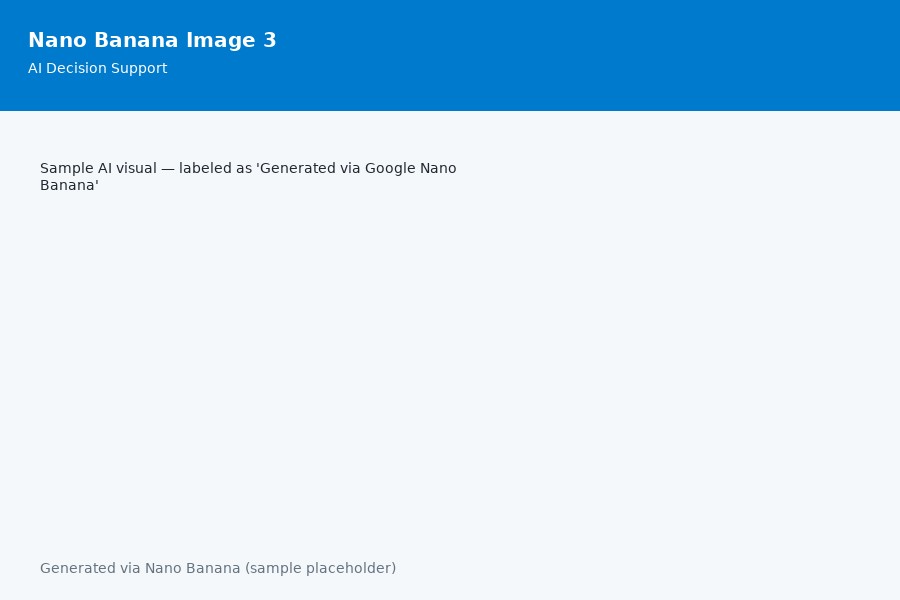 Nano Banana Image 3
AI Decision Support
Sample AI visual — labeled as 'Generated via Google Nano
Banana'
Generated via Nano Banana (sample placeholder)